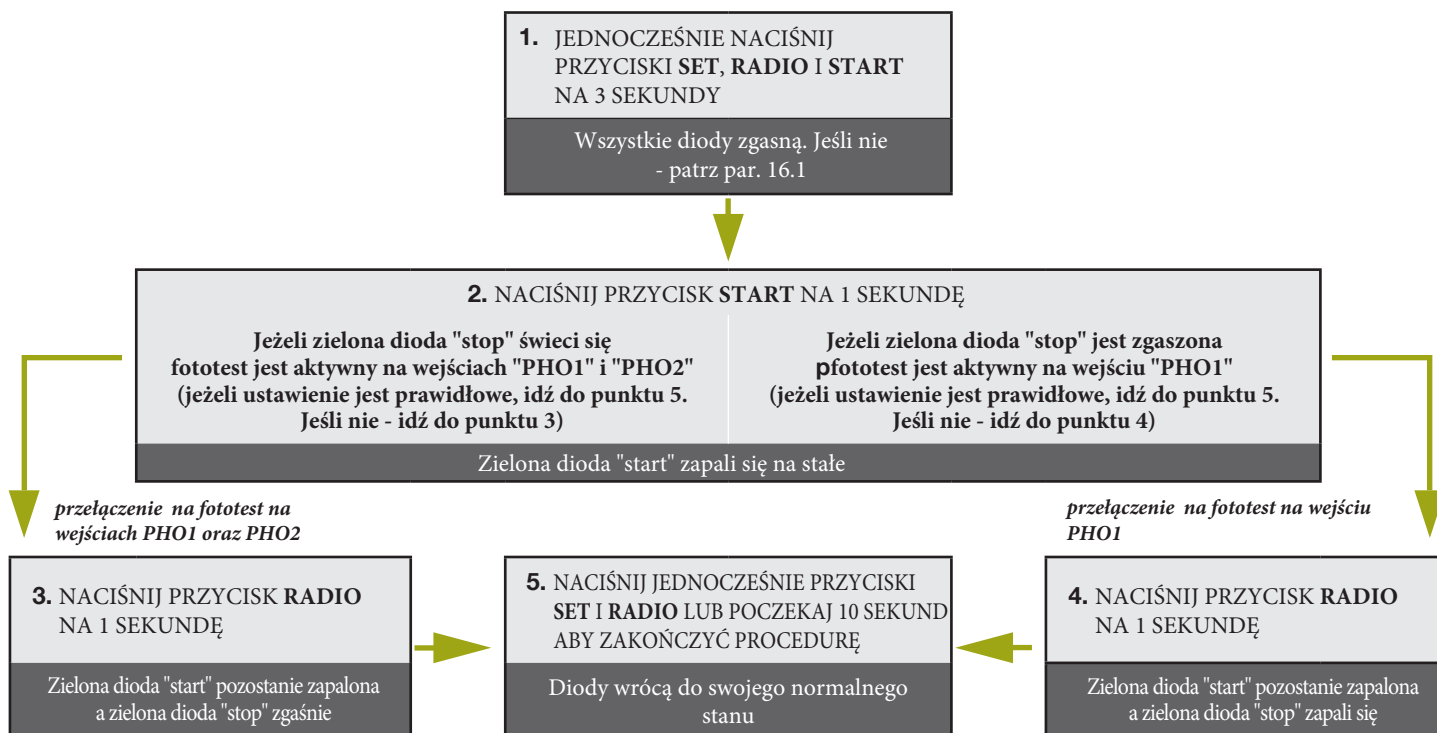 1. JEDNOCZEŚNIE NACIŚNIJ
PRZYCISKI SET, RADIO I START
NA 3 SEKUNDY
Wszystkie diody zgasną. Jeśli nie
- patrz par. 16.1
2. NACIŚNIJ PRZYCISK START NA 1 SEKUNDĘ
Jeżeli zielona dioda "stop" świeci się
fototest jest aktywny na wejściach "PHO1" i "PHO2"
(jeżeli ustawienie jest prawidłowe, idź do punktu 5.
Jeśli nie - idź do punktu 3)
Jeżeli zielona dioda "stop" jest zgaszona
pfototest jest aktywny na wejściu "PHO1"
(jeżeli ustawienie jest prawidłowe, idź do punktu 5.
Jeśli nie - idź do punktu 4)
Zielona dioda "start" zapali się na stałe
przełączenie na fototest na
wejściach PHO1 oraz PHO2
przełączenie na fototest na wejściu
PHO1
3. NACIŚNIJ PRZYCISK RADIO
NA 1 SEKUNDĘ
Zielona dioda "start" pozostanie zapalona
a zielona dioda "stop" zgaśnie
5. NACIŚNIJ JEDNOCZEŚNIE PRZYCISKI
SET I RADIO LUB POCZEKAJ 10 SEKUND
ABY ZAKOŃCZYĆ PROCEDURĘ
Diody wrócą do swojego normalnego
stanu
4. NACIŚNIJ PRZYCISK RADIO
NA 1 SEKUNDĘ
Zielona dioda "start" pozostanie zapalona
a zielona dioda "stop" zapali się